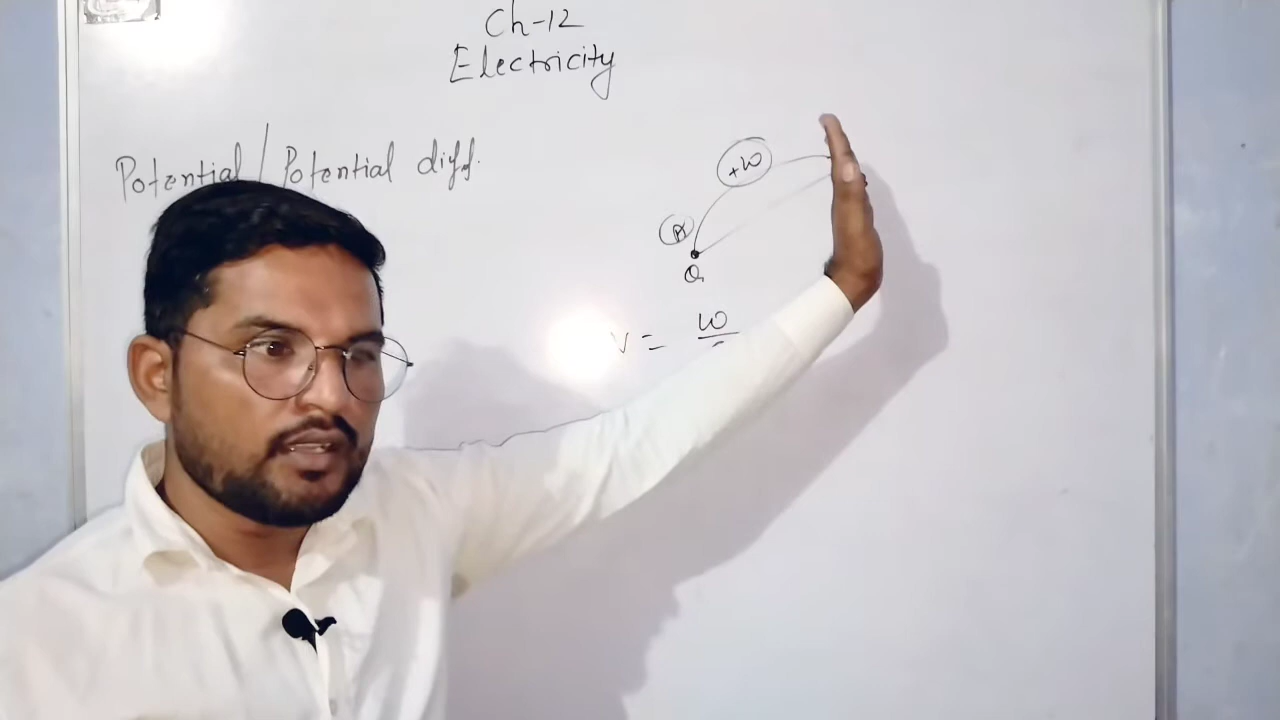 Ch-12
Electricity
Potential / Potential diff.
+W
Q
V = W